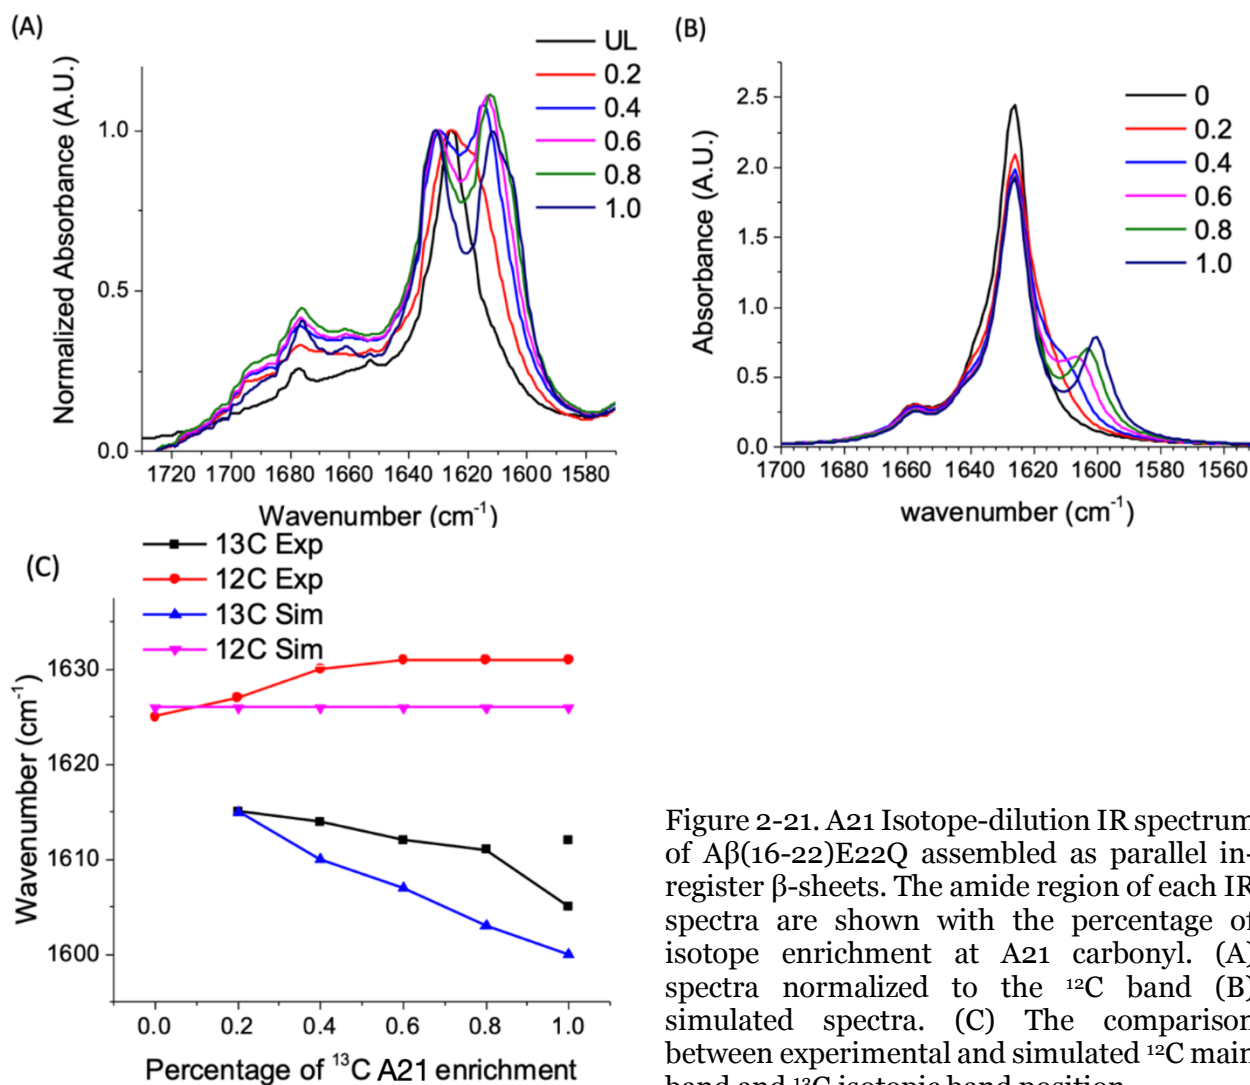 (A)
UL
0.2
0.4
0.6
0.8
1.0
Normalized Absorbance (A.U.)
1.0
0.5
0.0
1720 1700 1680 1660 1640 1620 1600 1580
Wavenumber (cm-1)
(B)
0
0.2
0.4
0.6
0.8
1.0
Absorbance (A.U.)
2.5
2.0
1.5
1.0
0.5
0.0
1700 1680 1660 1640 1620 1600 1580 1560
wavenumber (cm-1)
(C)
13C Exp
12C Exp
13C Sim
12C Sim
Wavenumber (cm-1)
1630
1620
1610
1600
0.0 0.2 0.4 0.6 0.8 1.0
Percentage of 13C A21 enrichment
Figure 2-21. A21 Isotope-dilution IR spectrum
of Aβ(16-22)E22Q assembled as parallel in-
register β-sheets. The amide region of each IR
spectra are shown with the percentage of
isotope enrichment at A21 carbonyl. (A)
spectra normalized to the 12C band (B)
simulated spectra. (C) The comparison
between experimental and simulated 12C main
band and 13C isotopic band position